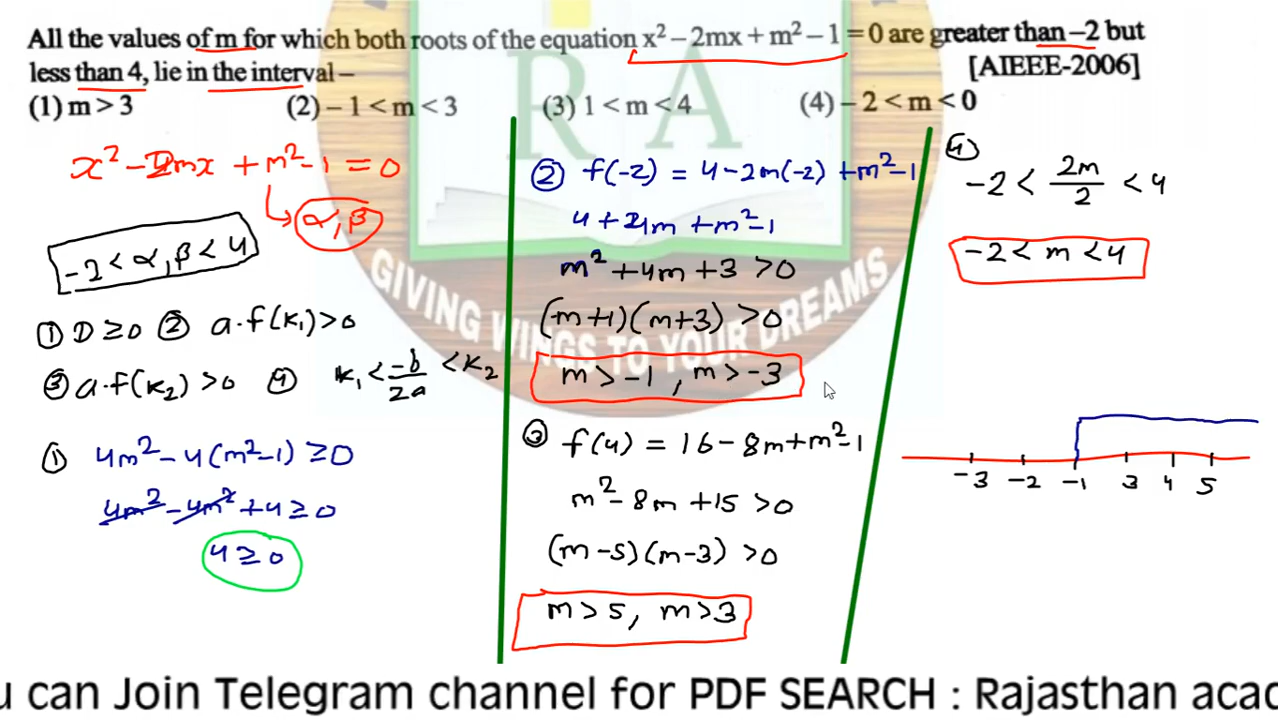 All the values of m for which both roots of the equation x² – 2mx + m² – 1 = 0 are greater than –2 but
less than 4, lie in the interval –
[AIEEE-2006]
(1) m > 3 (2) – 1 < m < 3 (3) 1 < m < 4 (4) – 2 < m < 0
x² – 2mx + m² – 1 = 0
α, β
-2 < α, β < 4
① D ≥ 0 ② a·f(k₁) > 0
③ a·f(k₂) > 0 ④ k₁ < -b/2a < k₂
① 4m² – 4(m²–1) ≥ 0
4m² – 4m² + 4 ≥ 0
4 ≥ 0
② f(-2) = 4 – 2m(-2) + m² – 1
4 + 4m + m² – 1
m² + 4m + 3 > 0
(m+1)(m+3) > 0
m > -1, m > -3
③ f(4) = 16 – 8m + m² – 1
m² – 8m + 15 > 0
(m – 5)(m – 3) > 0
m > 5, m > 3
④
-2 < 2m/2 < 4
-2 < m < 4
-3 -2 -1 3 4 5
R A
GIVING WINGS TO YOUR DREAMS
u can Join Telegram channel for PDF SEARCH : Rajasthan acad